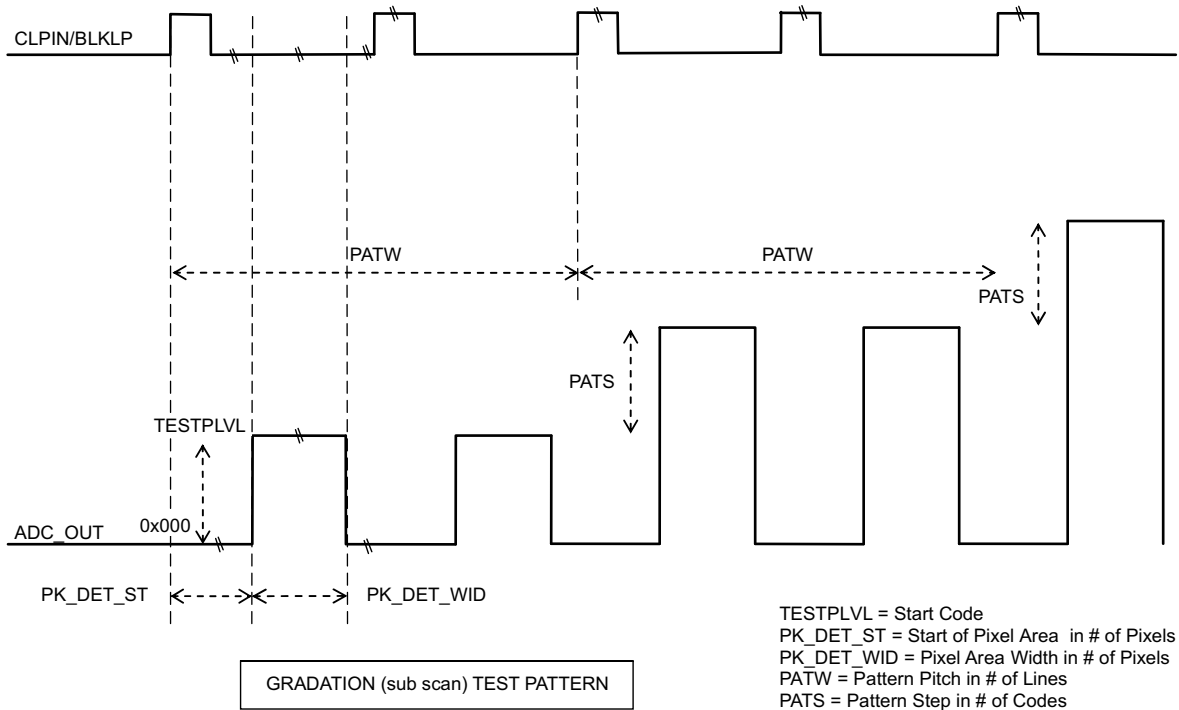 CLPIN/BLKLP
PATW
PATW
PATS
PATS
TESTPLVL
0x000
ADC_OUT
PK_DET_ST
PK_DET_WID
TESTPLVL = Start Code
PK_DET_ST = Start of Pixel Area in # of Pixels
PK_DET_WID = Pixel Area Width in # of Pixels
PATW = Pattern Pitch in # of Lines
PATS = Pattern Step in # of Codes
GRADATION (sub scan) TEST PATTERN